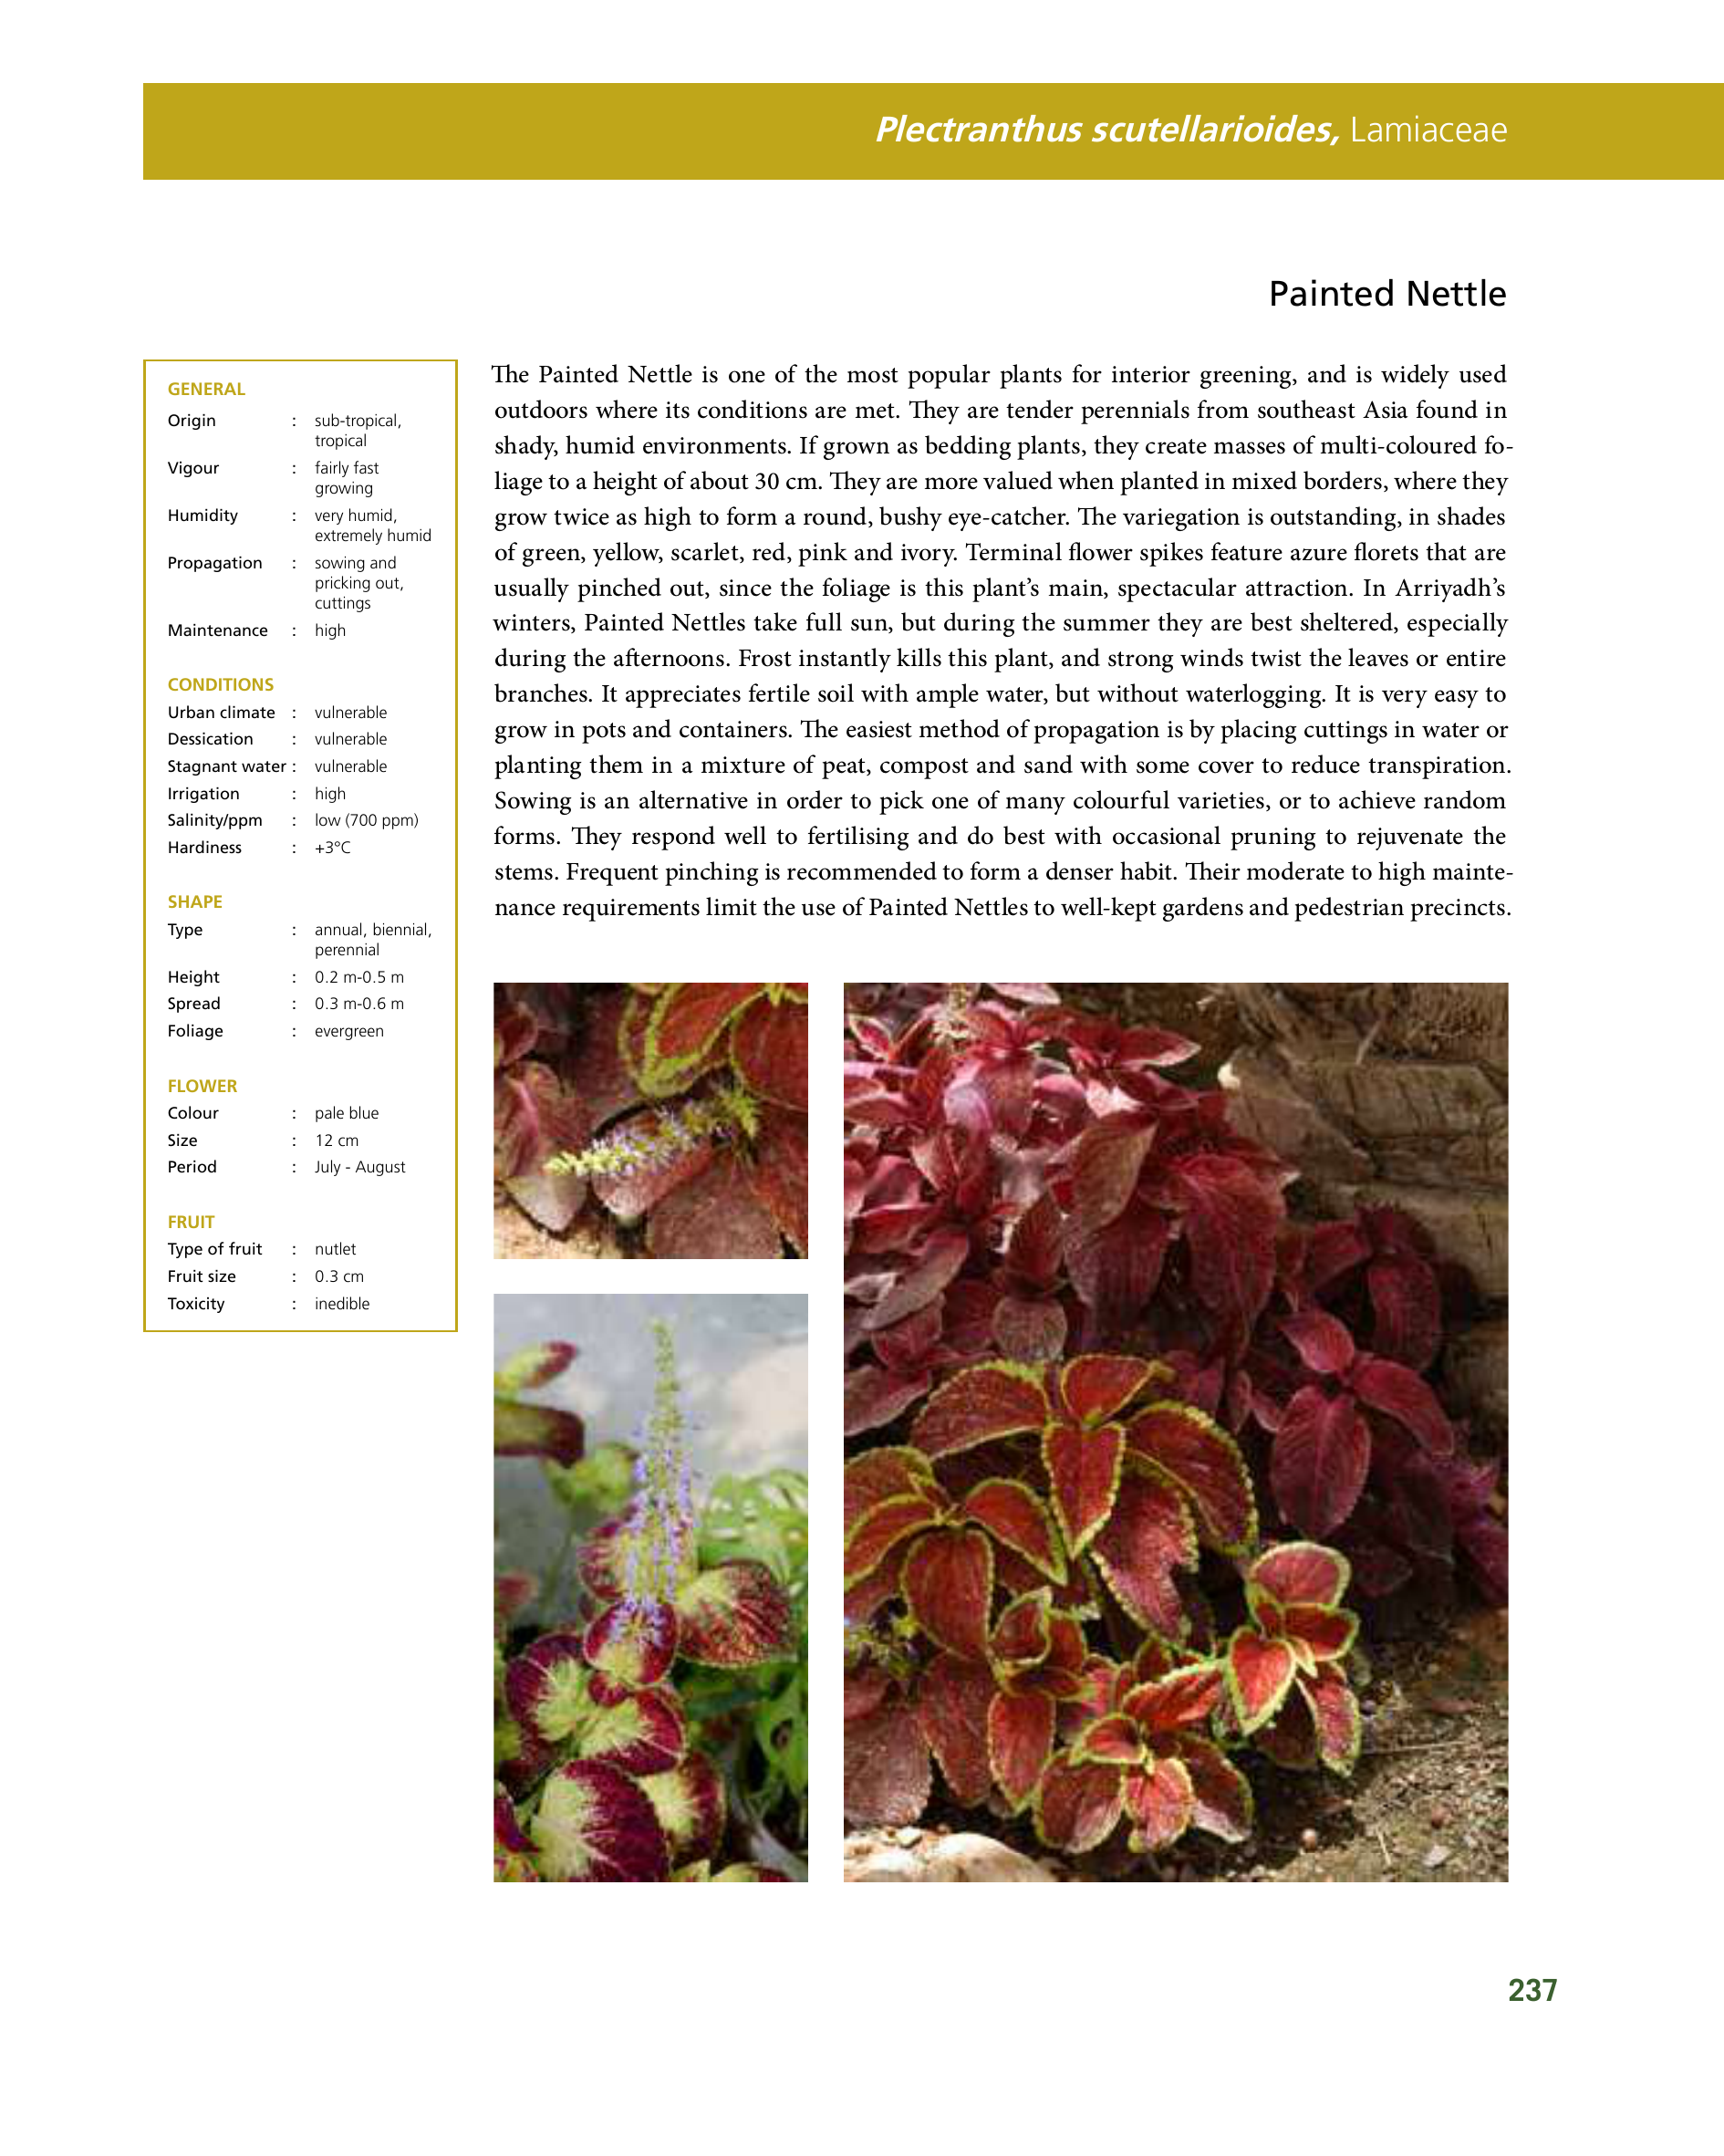 Plectranthus scutellarioides, Lamiaceae
Painted Nettle
GENERAL
Origin : sub-tropical,
tropical
Vigour : fairly fast
growing
Humidity : very humid,
extremely humid
Propagation : sowing and
pricking out,
cuttings
Maintenance : high
CONDITIONS
Urban climate : vulnerable
Dessication : vulnerable
Stagnant water : vulnerable
Irrigation : high
Salinity/ppm : low (700 ppm)
Hardiness : +3°C
SHAPE
Type : annual, biennial,
perennial
Height : 0.2 m-0.5 m
Spread : 0.3 m-0.6 m
Foliage : evergreen
FLOWER
Colour : pale blue
Size : 12 cm
Period : July - August
FRUIT
Type of fruit : nutlet
Fruit size : 0.3 cm
Toxicity : inedible
The Painted Nettle is one of the most popular plants for interior greening, and is widely used
outdoors where its conditions are met. They are tender perennials from southeast Asia found in
shady, humid environments. If grown as bedding plants, they create masses of multi-coloured fo-
liage to a height of about 30 cm. They are more valued when planted in mixed borders, where they
grow twice as high to form a round, bushy eye-catcher. The variegation is outstanding, in shades
of green, yellow, scarlet, red, pink and ivory. Terminal flower spikes feature azure florets that are
usually pinched out, since the foliage is this plant's main, spectacular attraction. In Arriyadh's
winters, Painted Nettles take full sun, but during the summer they are best sheltered, especially
during the afternoons. Frost instantly kills this plant, and strong winds twist the leaves or entire
branches. It appreciates fertile soil with ample water, but without waterlogging. It is very easy to
grow in pots and containers. The easiest method of propagation is by placing cuttings in water or
planting them in a mixture of peat, compost and sand with some cover to reduce transpiration.
Sowing is an alternative in order to pick one of many colourful varieties, or to achieve random
forms. They respond well to fertilising and do best with occasional pruning to rejuvenate the
stems. Frequent pinching is recommended to form a denser habit. Their moderate to high mainte-
nance requirements limit the use of Painted Nettles to well-kept gardens and pedestrian precincts.
237